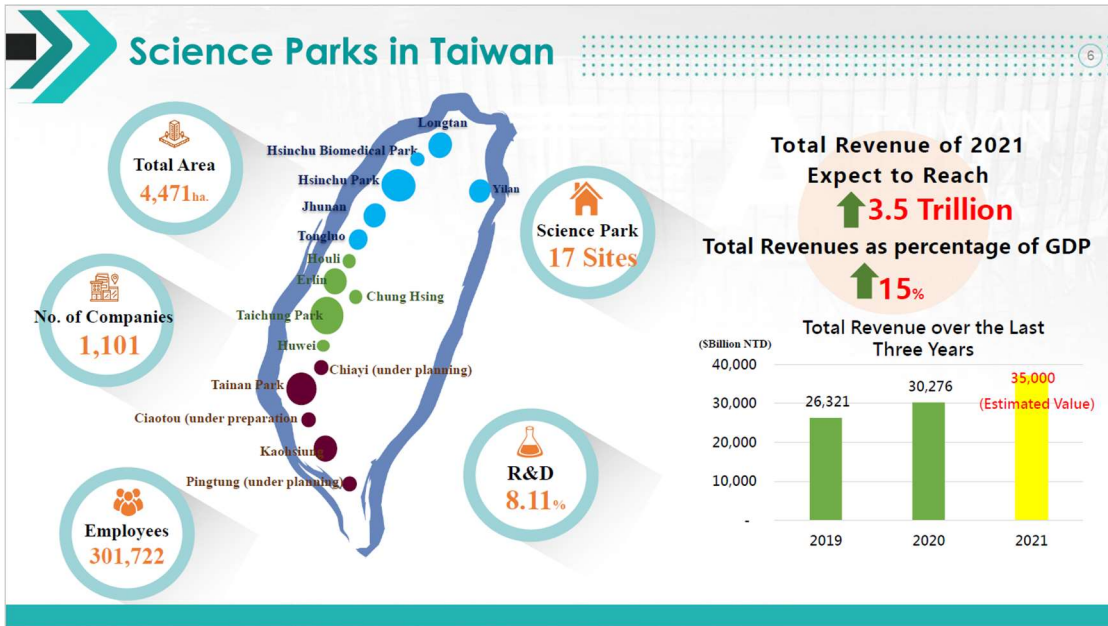 Science Parks in Taiwan
6
Total Area
4,471ha.
No. of Companies
1,101
Employees
301,722
Longtan
Hsinchu Biomedical Park
Hsinchu Park
Yilan
Jhunan
Tongluo
Houli
Erlin
Chung Hsing
Taichung Park
Huwei
Chiayi (under planning)
Tainan Park
Ciaotou (under preparation
Kaohsiung
Pingtung (under planning)
Science Park
17 Sites
R&D
8.11%
Total Revenue of 2021
Expect to Reach
3.5 Trillion
Total Revenues as percentage of GDP
15%
Total Revenue over the Last
Three Years
($Billion NTD)
40,000
30,000
20,000
10,000
-
26,321
30,276
35,000
(Estimated Value)
2019
2020
2021